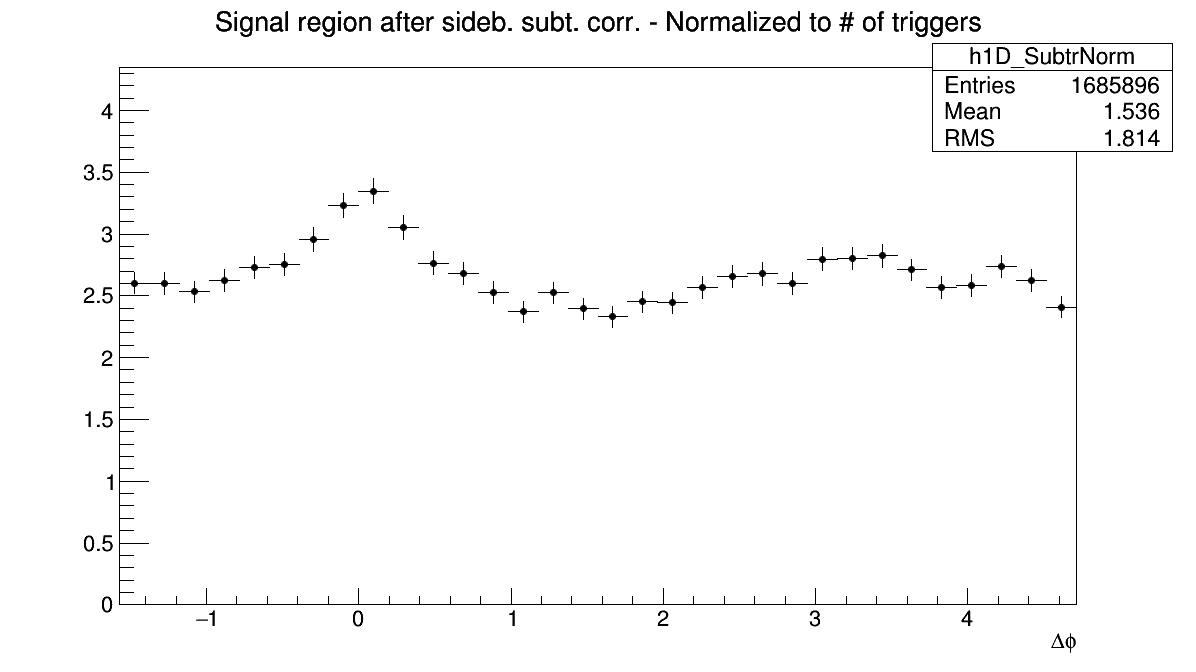 Signal region after sideb. subt. corr. - Normalized to # of triggers
h1D_SubtrNorm
Entries 1685896
Mean 1.536
RMS 1.814
4
3.5
3
2.5
2
1.5
1
0.5
0
−1 0 1 2 3 4
Δϕ